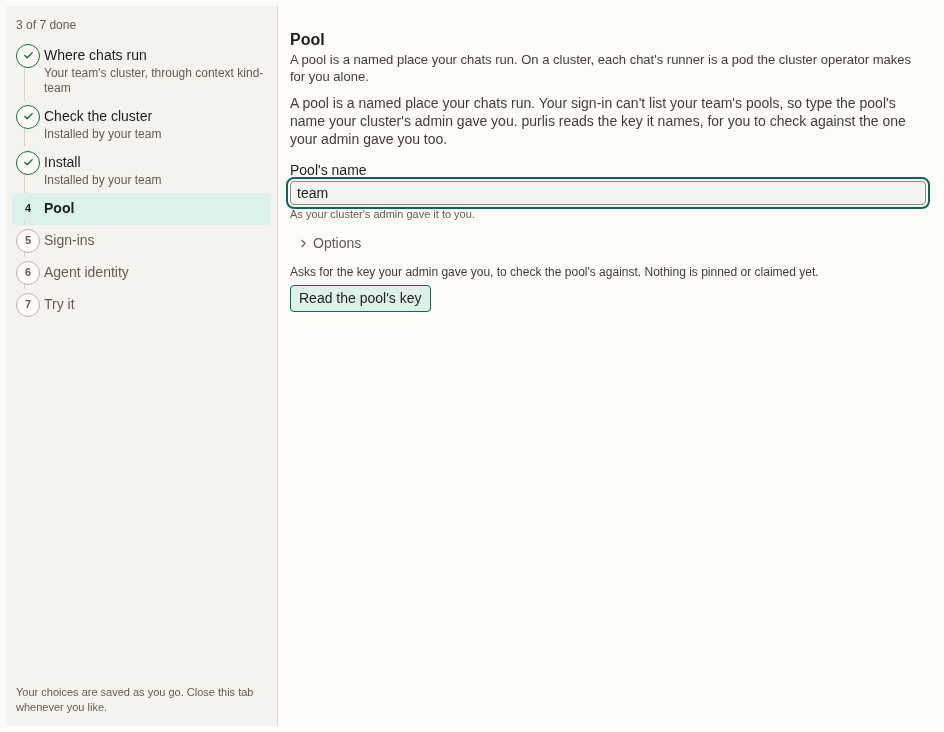 3 of 7 done
Where chats run
Your team's cluster, through context kind-
team
Check the cluster
Installed by your team
Install
Installed by your team
4 Pool
5 Sign-ins
6 Agent identity
7 Try it
Your choices are saved as you go. Close this tab
whenever you like.
Pool
A pool is a named place your chats run. On a cluster, each chat's runner is a pod the cluster operator makes
for you alone.
A pool is a named place your chats run. Your sign-in can't list your team's pools, so type the pool's
name your cluster's admin gave you. purlis reads the key it names, for you to check against the one
your admin gave you too.
Pool's name
team
As your cluster's admin gave it to you.
Options
Asks for the key your admin gave you, to check the pool's against. Nothing is pinned or claimed yet.
Read the pool's key